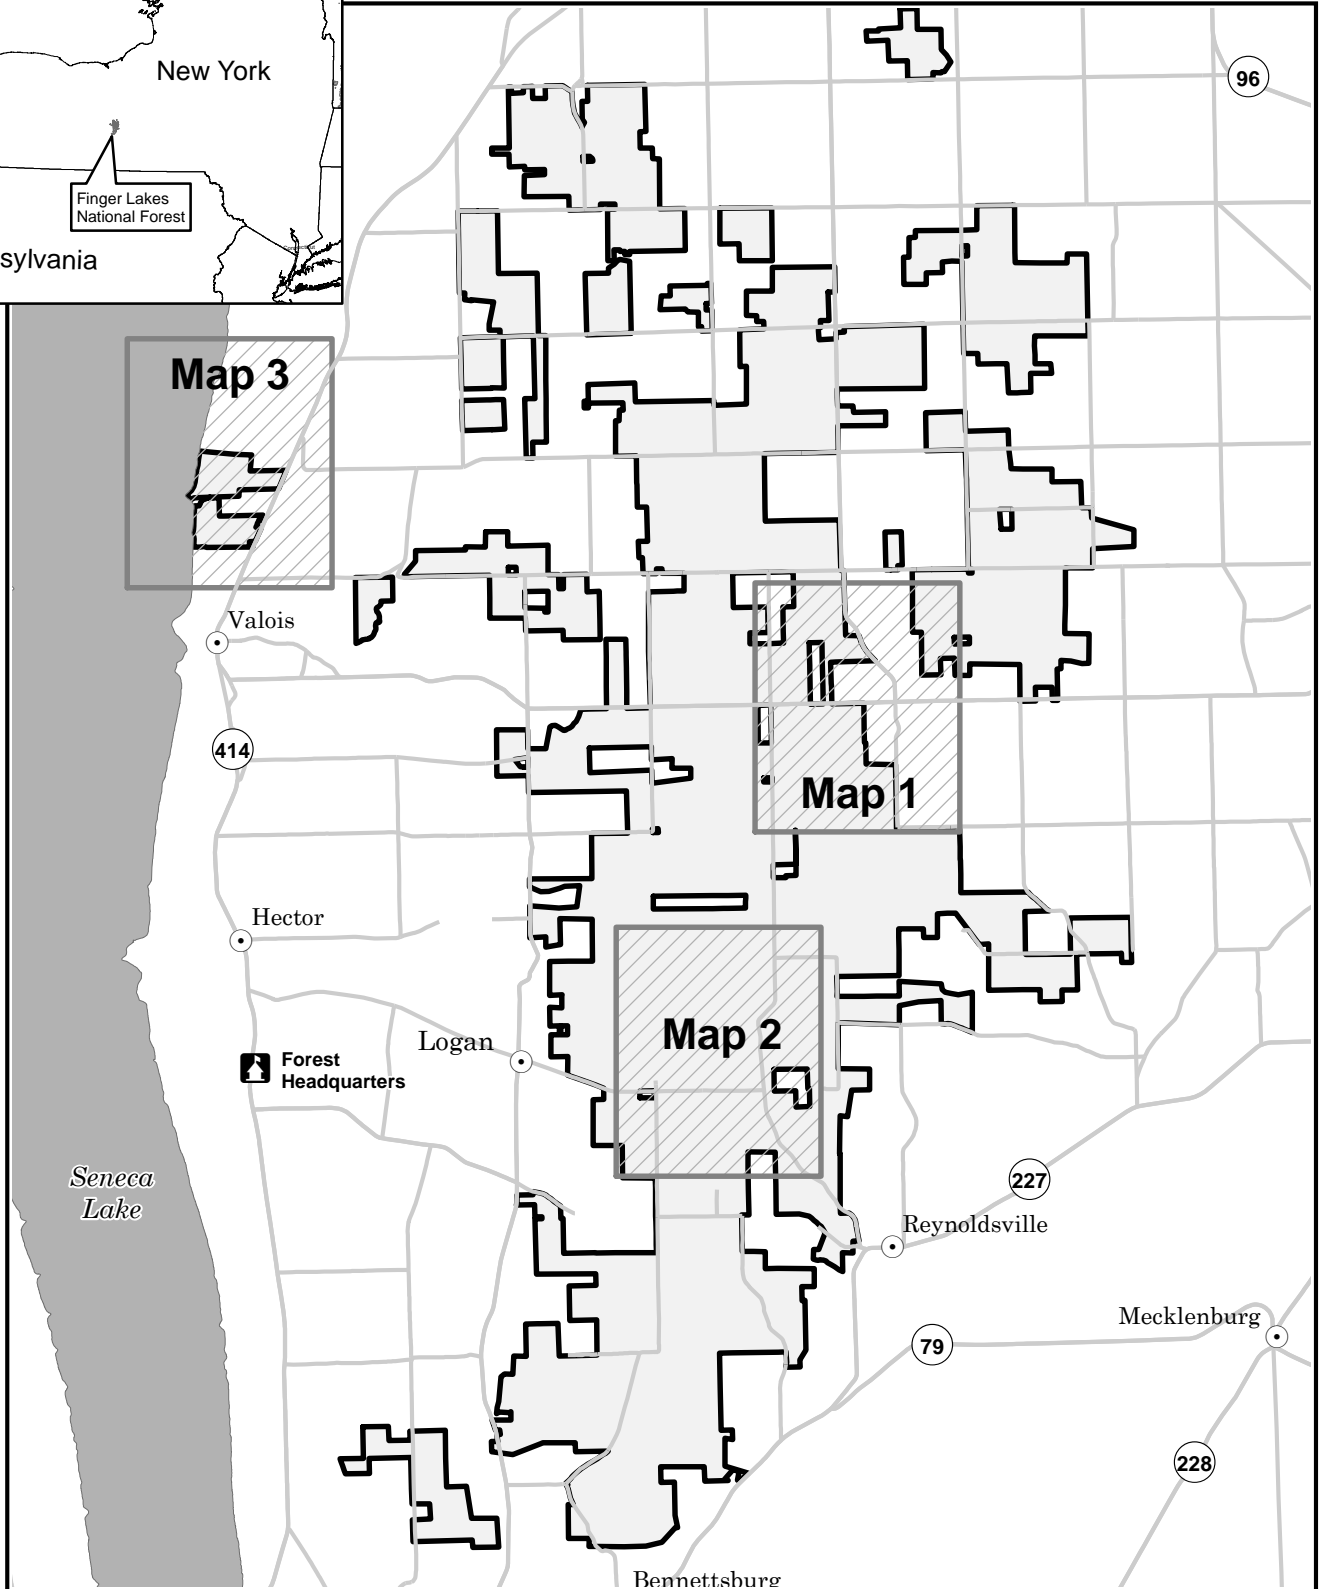 New York
96
Finger Lakes
National Forest
sylvania
Map 3
Valois
414
Map 1
Hector
Logan
Map 2
Forest
Headquarters
Seneca
Lake
227
Reynoldsville
Mecklenburg
79
228
Bennettsburg